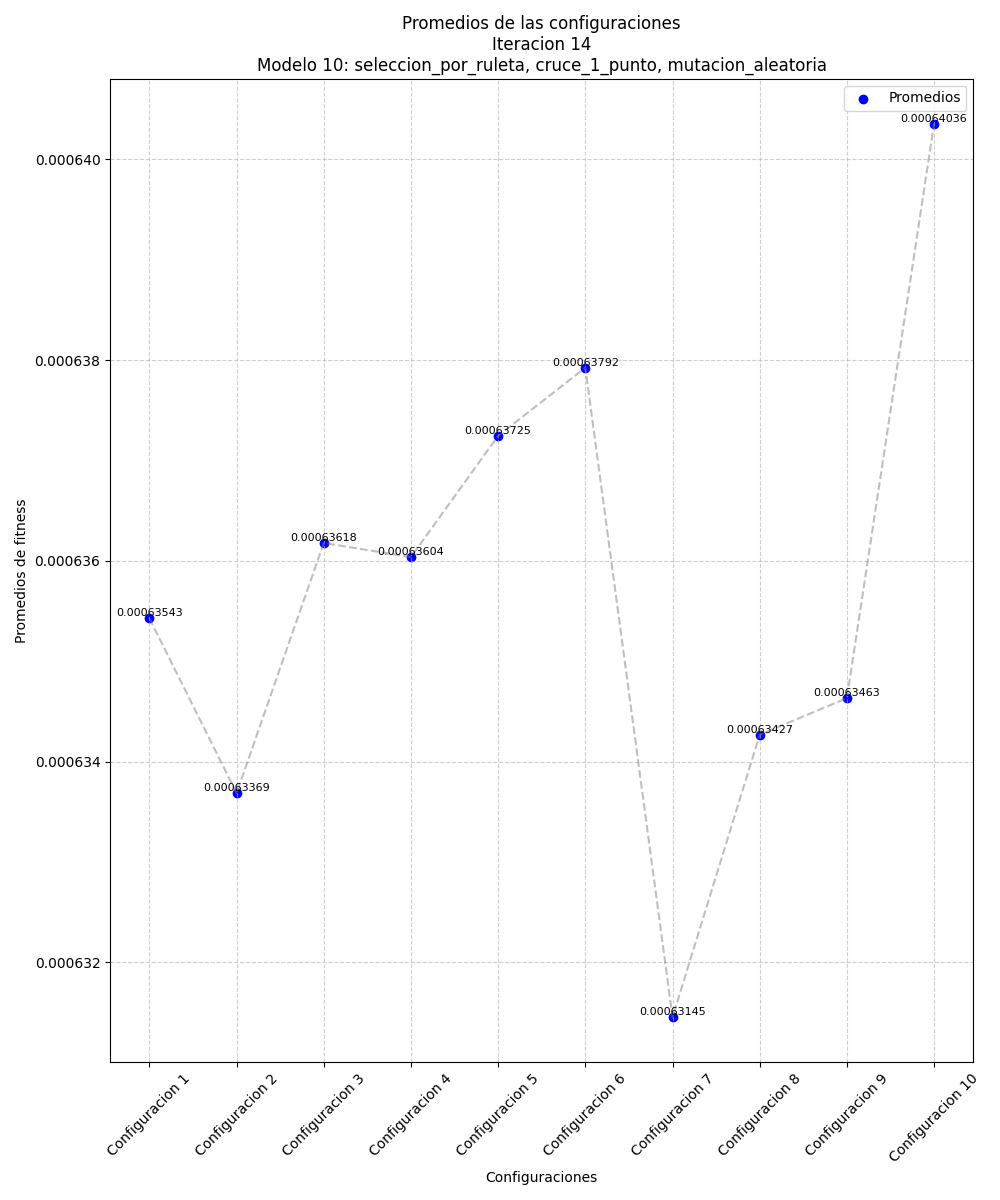 Promedios de las configuraciones
Iteracion 14
Modelo 10: seleccion_por_ruleta, cruce_1_punto, mutacion_aleatoria
Promedios
0.00064036
0.000640
0.000638
0.00063792
0.00063725
0.00063618
0.00063604
0.000636
0.00063543
0.00063463
0.00063427
0.000634
0.00063369
0.000632
0.00063145
Promedios de fitness
Configuracion 1
Configuracion 2
Configuracion 3
Configuracion 4
Configuracion 5
Configuracion 6
Configuracion 7
Configuracion 8
Configuracion 9
Configuracion 10
Configuraciones